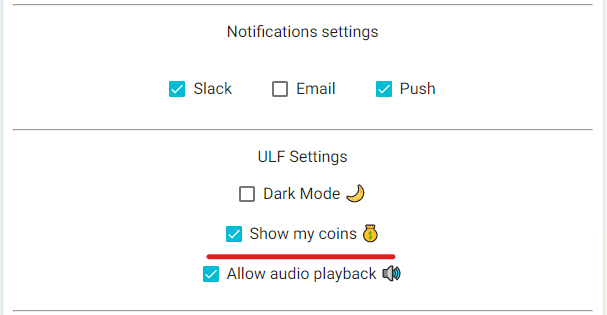 Notifications settings
Slack Email Push
ULF Settings
Dark Mode
Show my coins
Allow audio playback